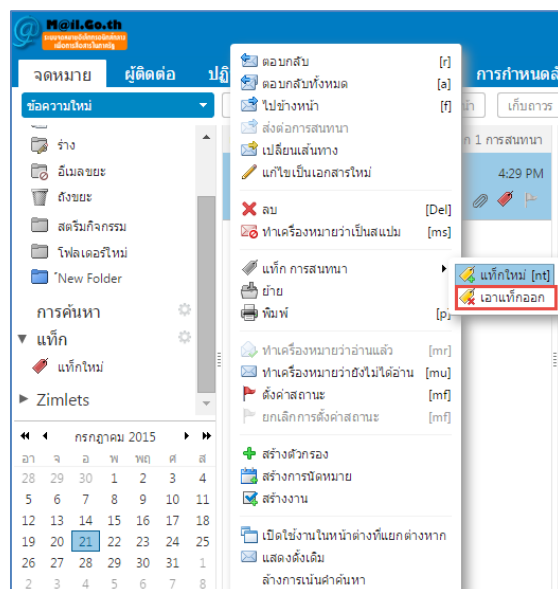 M@il.Go.th
ระบบจดหมายอิเล็กทรอนิกส์กลาง
เพื่อการสื่อสารในภาครัฐ
จดหมาย ผู้ติดต่อ การกำหนดลั
ข้อความใหม่
เก็บถาวร
ร่าง
อีเมลขยะ
ถังขยะ
สตรีมกิจกรรม
โฟลเดอร์ใหม่
New Folder
การค้นหา
แท็ก
แท็กใหม่
Zimlets
กรกฎาคม 2015
อา จ อ พ พฤ ศ ส
28 29 30 1 2 3 4
5 6 7 8 9 10 11
12 13 14 15 16 17 18
19 20 21 22 23 24 25
26 27 28 29 30 31 1
2 3 4 5 6 7 8
ตอบกลับ [r]
ตอบกลับทั้งหมด [a]
ไปข้างหน้า [f]
ส่งต่อการสนทนา
เปลี่ยนเส้นทาง
แก้ไขเป็นเอกสารใหม่
ลบ [Del]
ทำเครื่องหมายว่าเป็นสแปม [ms]
แท็ก การสนทนา
ย้าย
พิมพ์ [p]
ทำเครื่องหมายว่าอ่านแล้ว [mr]
ทำเครื่องหมายว่ายังไม่ได้อ่าน [mu]
ตั้งค่าสถานะ [mf]
ยกเลิกการตั้งค่าสถานะ [mf]
สร้างตัวกรอง
สร้างการนัดหมาย
สร้างงาน
เปิดใช้งานในหน้าต่างที่แยกต่างหาก
แสดงดั้งเดิม
ล้างการเน้นคำค้นหา
1 การสนทนา
4:29 PM
แท็กใหม่ [nt]
เอาแท็กออก